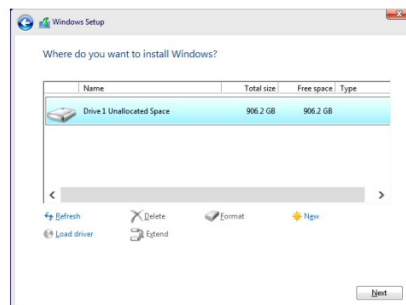 Windows Setup
Where do you want to install Windows?
Name Total size Free space Type
Drive 1 Unallocated Space 906.2 GB 906.2 GB
Refresh Delete Format New
Load driver Extend
Next